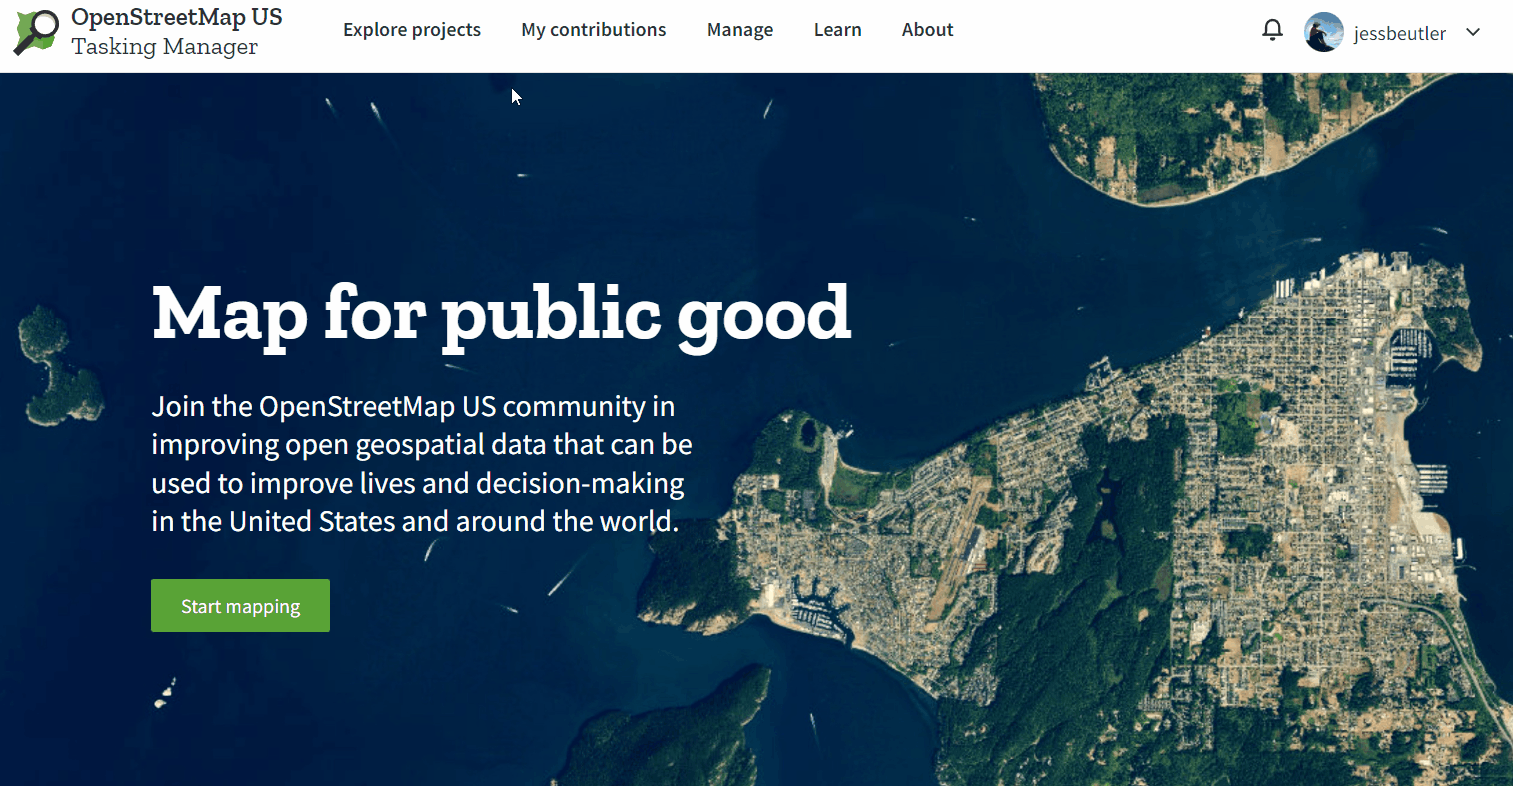 OpenStreetMap US
Tasking Manager
Explore projects
My contributions
Manage
Learn
About
jessbeutler
Map for public good
Join the OpenStreetMap US community in
improving open geospatial data that can be
used to improve lives and decision-making
in the United States and around the world.
Start mapping